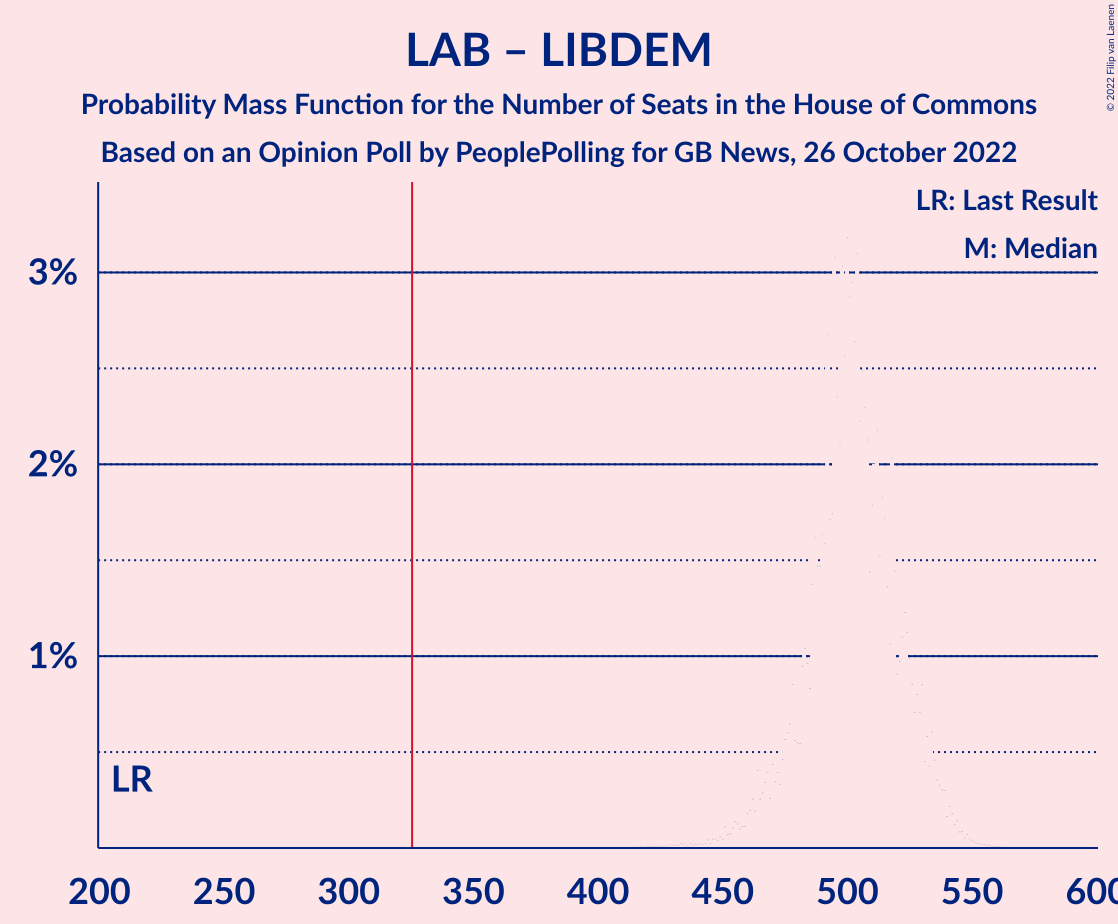 LAB – LIBDEM
Probability Mass Function for the Number of Seats in the House of Commons
Based on an Opinion Poll by PeoplePolling for GB News, 26 October 2022
© 2022 Filip van Laenen
LR: Last Result
M: Median
3%
2%
1%
LR
200 250 300 350 400 450 500 550 600